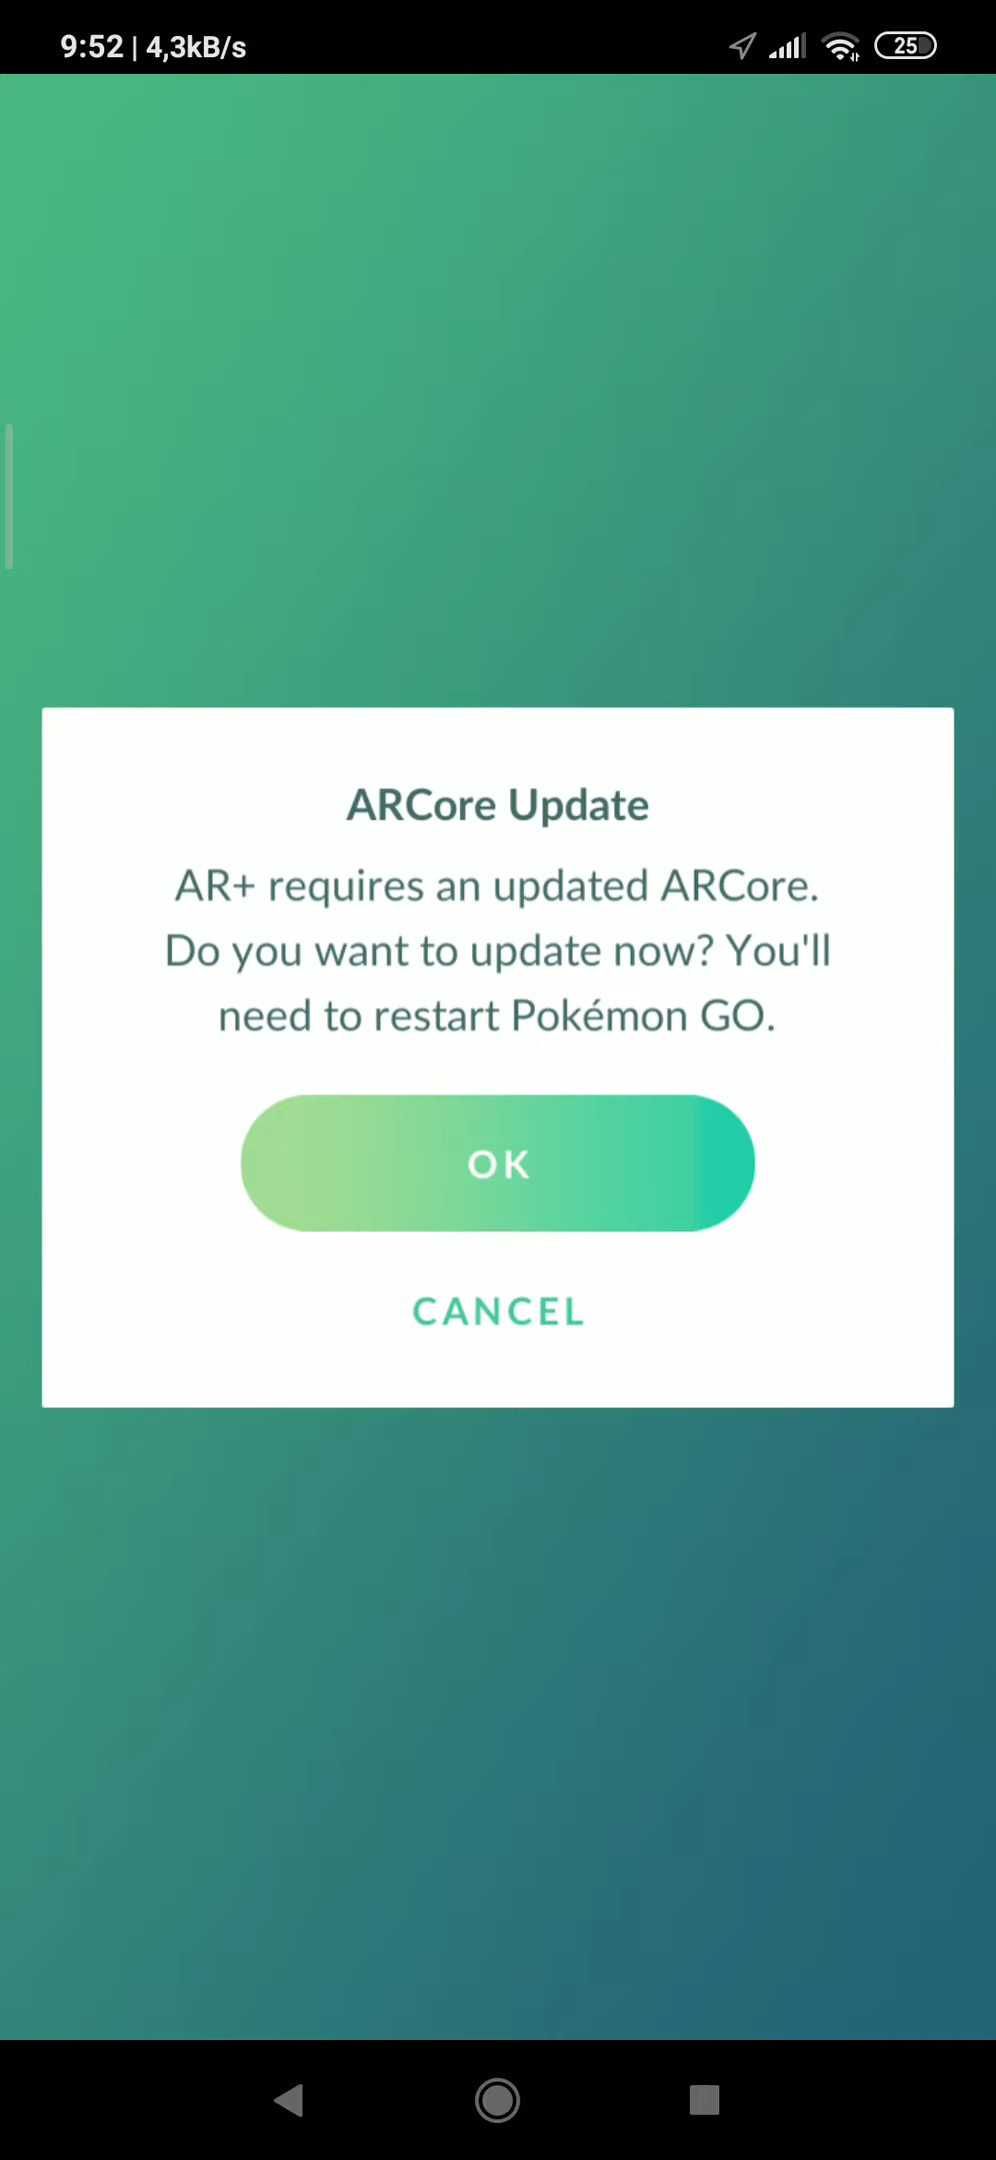 9:52 | 4,3kB/s
25
ARCore Update
AR+ requires an updated ARCore.
Do you want to update now? You'll
need to restart Pokémon GO.
OK
CANCEL